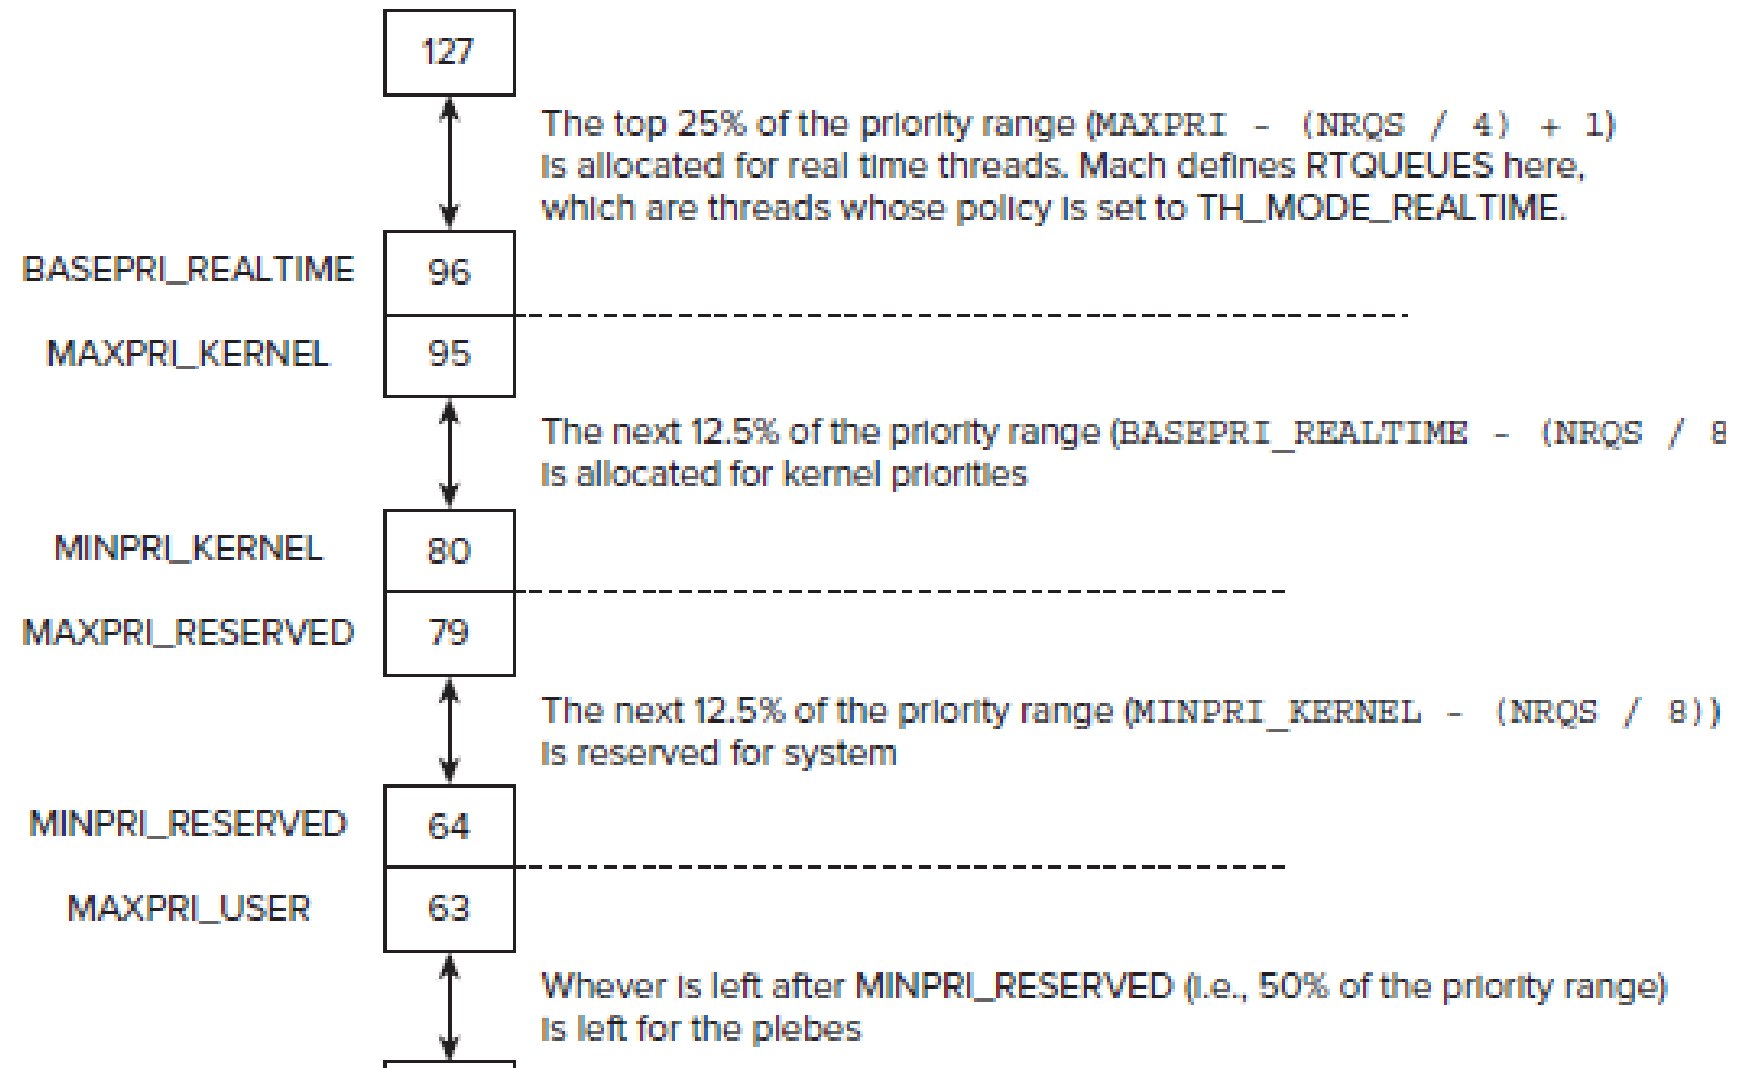 127
The top 25% of the priority range (MAXPRI - (NRQS / 4) + 1)
is allocated for real time threads. Mach defines RTQUEUES here,
which are threads whose policy is set to TH_MODE_REALTIME.
BASEPRI_REALTIME 96
MAXPRI_KERNEL 95
The next 12.5% of the priority range (BASEPRI_REALTIME - (NRQS / 8
is allocated for kernel priorities
MINPRI_KERNEL 80
MAXPRI_RESERVED 79
The next 12.5% of the priority range (MINPRI_KERNEL - (NRQS / 8))
is reserved for system
MINPRI_RESERVED 64
MAXPRI_USER 63
Whever is left after MINPRI_RESERVED (i.e., 50% of the priority range)
is left for the plebes